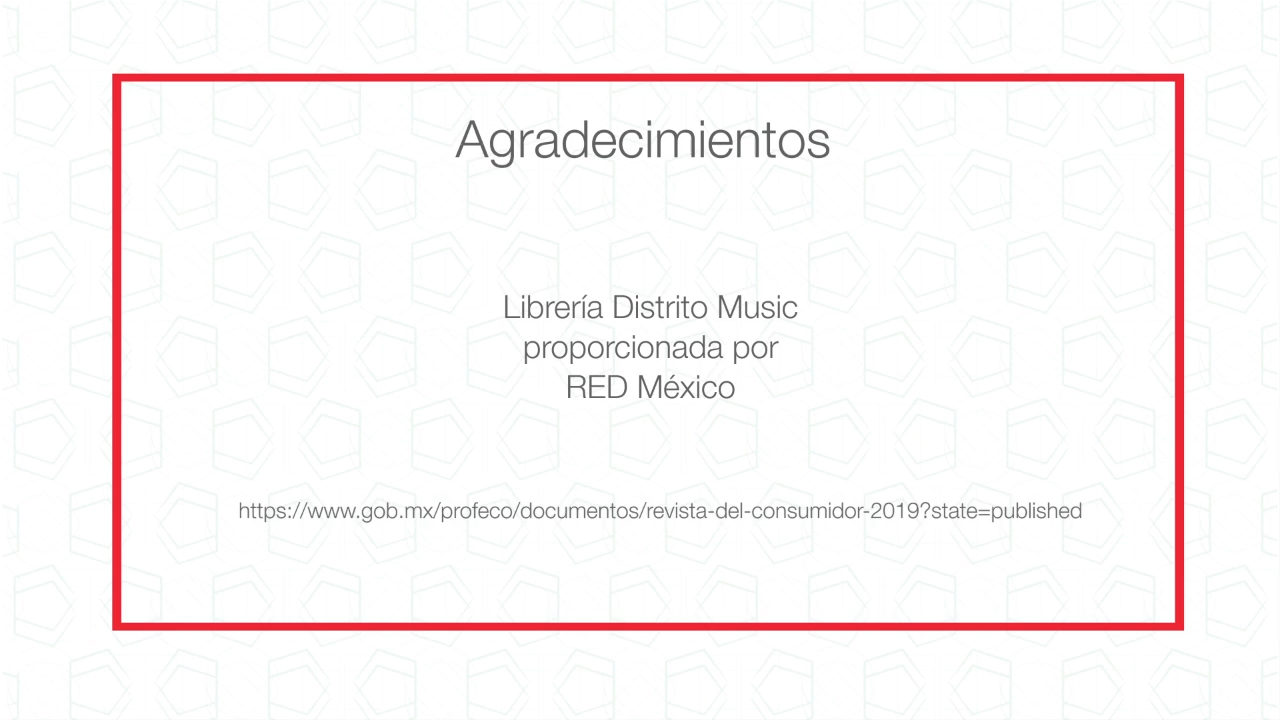 Agradecimientos
Librería Distrito Music
proporcionada por
RED México
https://www.gob.mx/profeco/documentos/revista-del-consumidor-2019?state=published